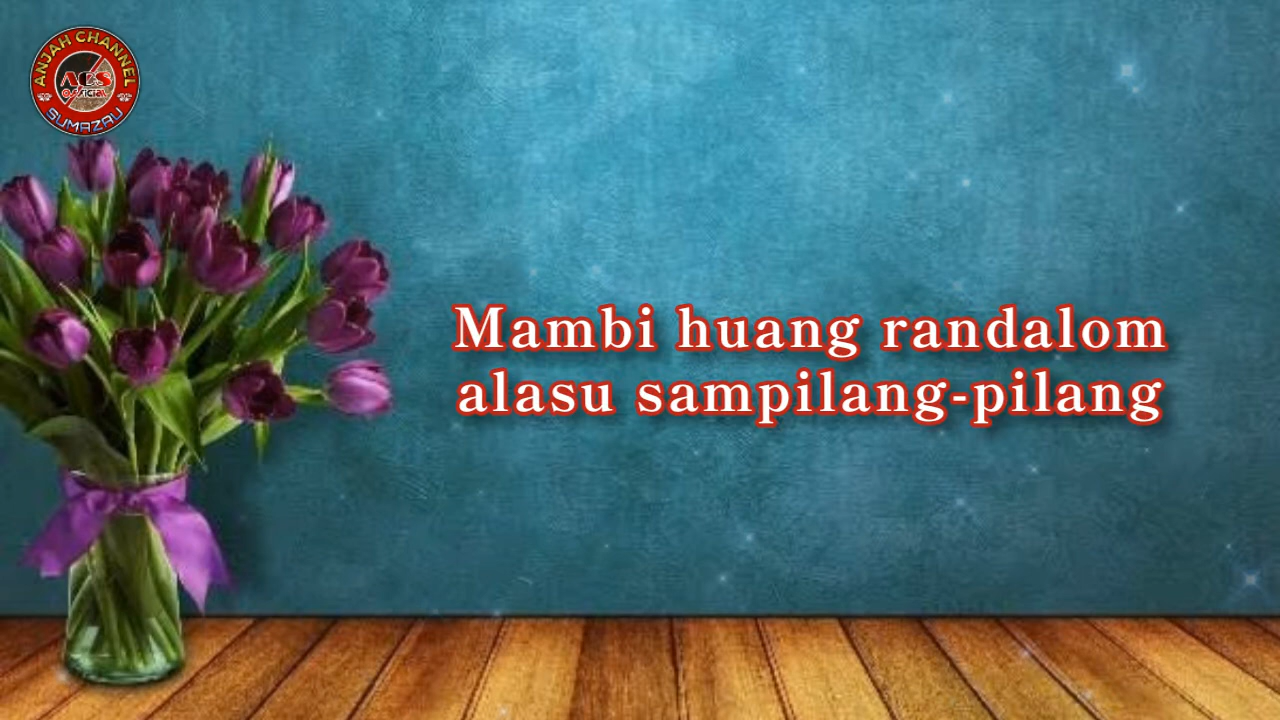 ANJAH CHANNEL
ACS
OFFICIAL
SUMAZAU
Mambi huang randalom
alasu sampilang-pilang